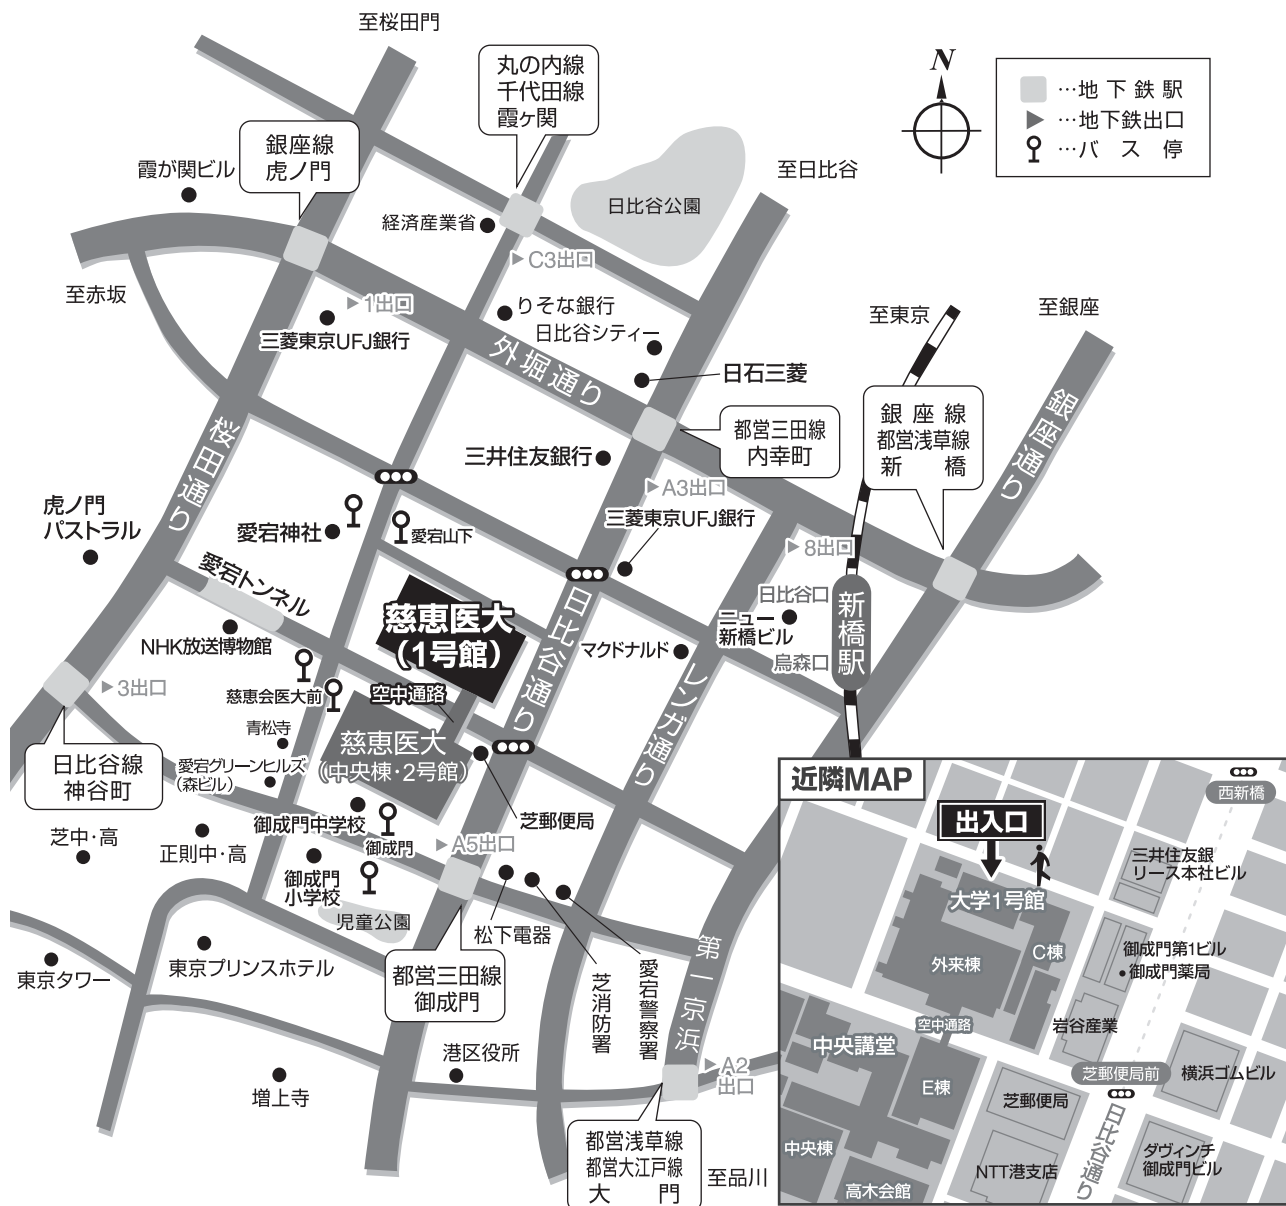 至桜田門
丸の内線
千代田線
霞ヶ関
N
…地下鉄駅
…地下鉄出口
…バス停
銀座線
虎ノ門
霞が関ビル
至日比谷
日比谷公園
経済産業省
C3出口
至赤坂
1出口
三菱東京UFJ銀行
りそな銀行
日比谷シティー
外堀通り
日石三菱
至東京
至銀座
銀座線
都営浅草線
新橋
銀座通り
都営三田線
内幸町
桜田通り
三井住友銀行
A3出口
三菱東京UFJ銀行
虎ノ門
パストラル
愛宕神社
愛宕山下
8出口
日比谷口
ニュー
新橋ビル
烏森口
新橋駅
愛宕トンネル
NHK放送博物館
慈恵医大
(1号館)
日比谷通り
マクドナルド
レンガ通り
3出口
慈恵会医大前
空中通路
青松寺
慈恵医大
(中央棟・2号館)
日比谷線
神谷町
愛宕グリーンヒルズ
(森ビル)
芝郵便局
御成門中学校
御成門
A5出口
芝中・高
正則中・高
御成門
小学校
児童公園
松下電器
東京タワー
東京プリンスホテル
都営三田線
御成門
芝消防署
愛宕警察署
第一京浜
港区役所
増上寺
A2
出口
都営浅草線
都営大江戸線
大門
至品川
近隣MAP
西新橋
出入口
三井住友銀
リース本社ビル
大学1号館
C棟
外来棟
御成門第1ビル
御成門薬局
空中通路
岩谷産業
中央講堂
E棟
芝郵便局前
横浜ゴムビル
芝郵便局
日比谷通り
中央棟
NTT港支店
ダヴィンチ
御成門ビル
高木会館